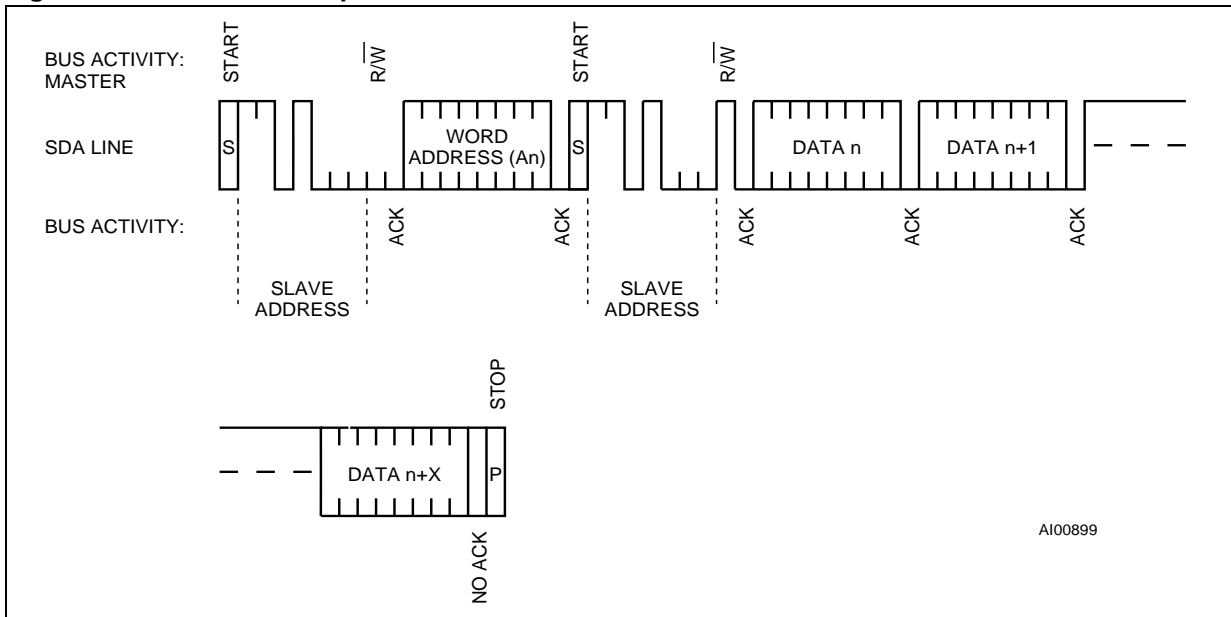 BUS ACTIVITY:
MASTER
START
R/W
START
R/W
SDA LINE
S
WORD
ADDRESS (An)
S
DATA n
DATA n+1
BUS ACTIVITY:
ACK
ACK
ACK
ACK
ACK
SLAVE
ADDRESS
SLAVE
ADDRESS
STOP
DATA n+X
P
NO ACK
AI00899